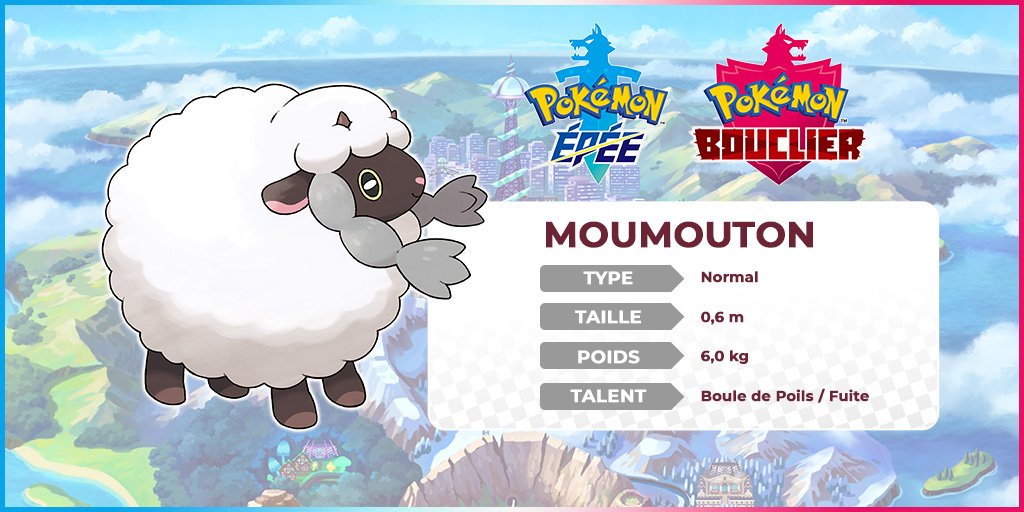 POKÉMON
ÉPÉE
POKÉMON
BOUCLIER
MOUMOUTON
TYPE Normal
TAILLE 0,6 m
POIDS 6,0 kg
TALENT Boule de Poils / Fuite